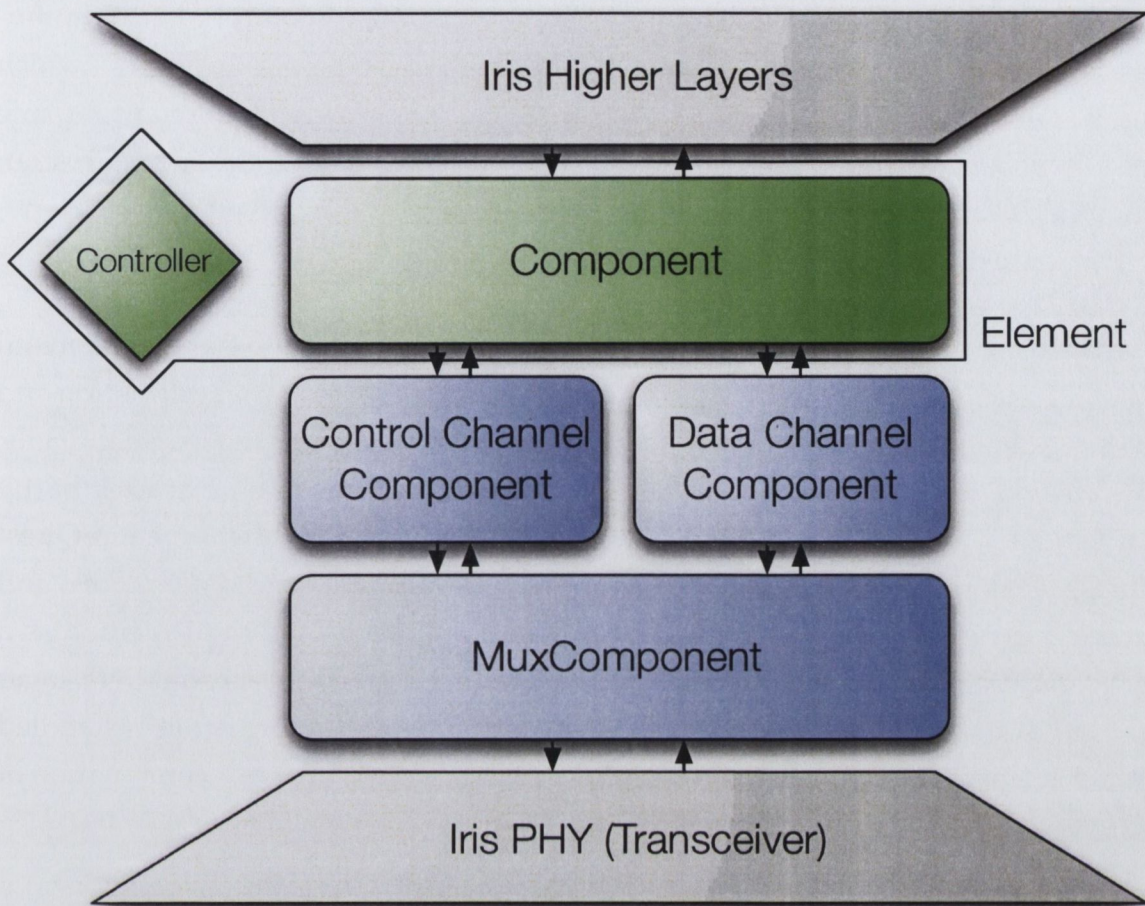 Iris Higher Layers
Controller
Component
Element
Control Channel
Component
Data Channel
Component
MuxComponent
Iris PHY (Transceiver)